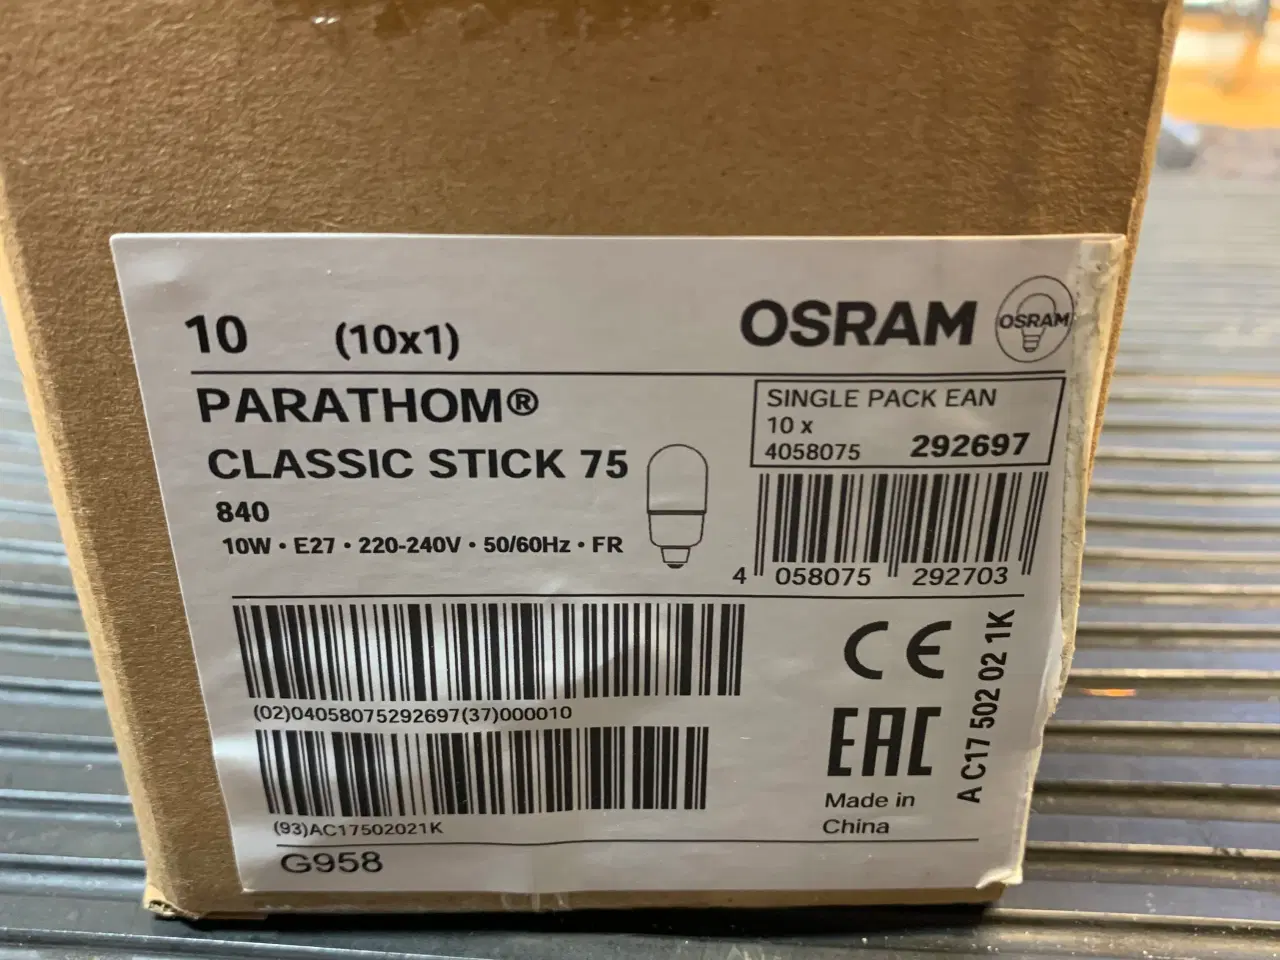 10 (10x1)
OSRAM OSRAM
PARATHOM®
CLASSIC STICK 75
840
10W • E27 • 220-240V • 50/60Hz • FR
SINGLE PACK EAN
10 x
4058075 292697
4 058075 292703
(02)04058075292697(37)000010
(93)AC17502021K
G958
CE
EAC
Made in
China
A C17 502 02 1K